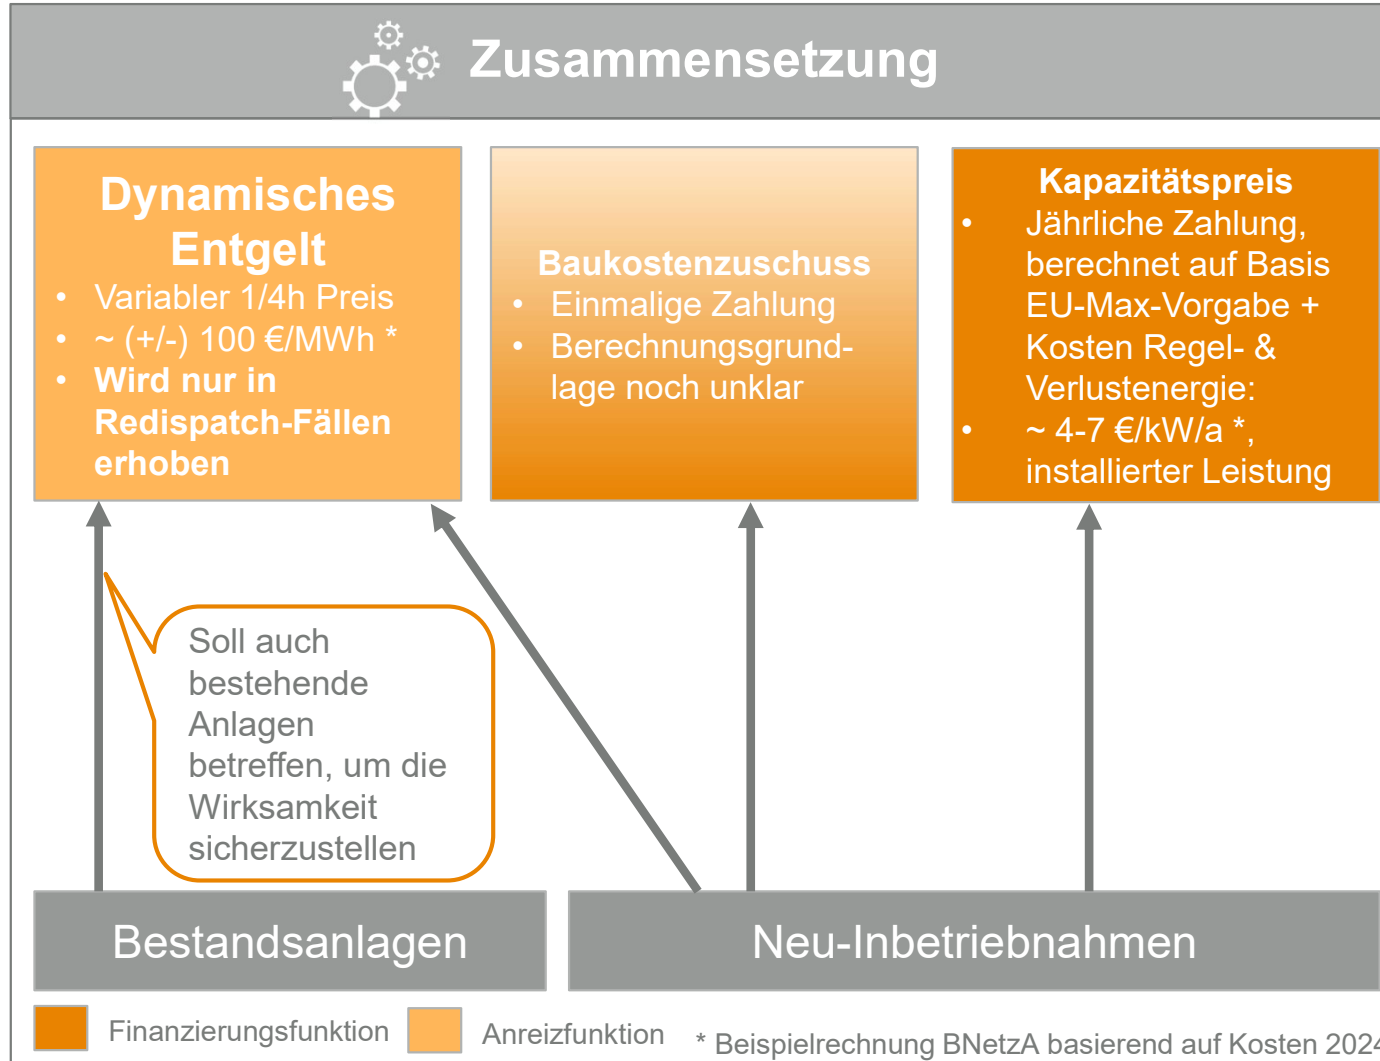 Zusammensetzung
Dynamisches
Entgelt
• Variabler 1/4h Preis
• ~ (+/-) 100 €/MWh *
• Wird nur in
Redispatch-Fällen
erhoben
Baukostenzuschuss
• Einmalige Zahlung
• Berechnungsgrund-
lage noch unklar
Kapazitätspreis
• Jährliche Zahlung,
berechnet auf Basis
EU-Max-Vorgabe +
Kosten Regel- &
Verlustenergie:
• ~ 4-7 €/kW/a *,
installierter Leistung
Soll auch
bestehende
Anlagen
betreffen, um die
Wirksamkeit
sicherzustellen
Bestandsanlagen
Neu-Inbetriebnahmen
Finanzierungsfunktion
Anreizfunktion
* Beispielrechnung BNetzA basierend auf Kosten 2024